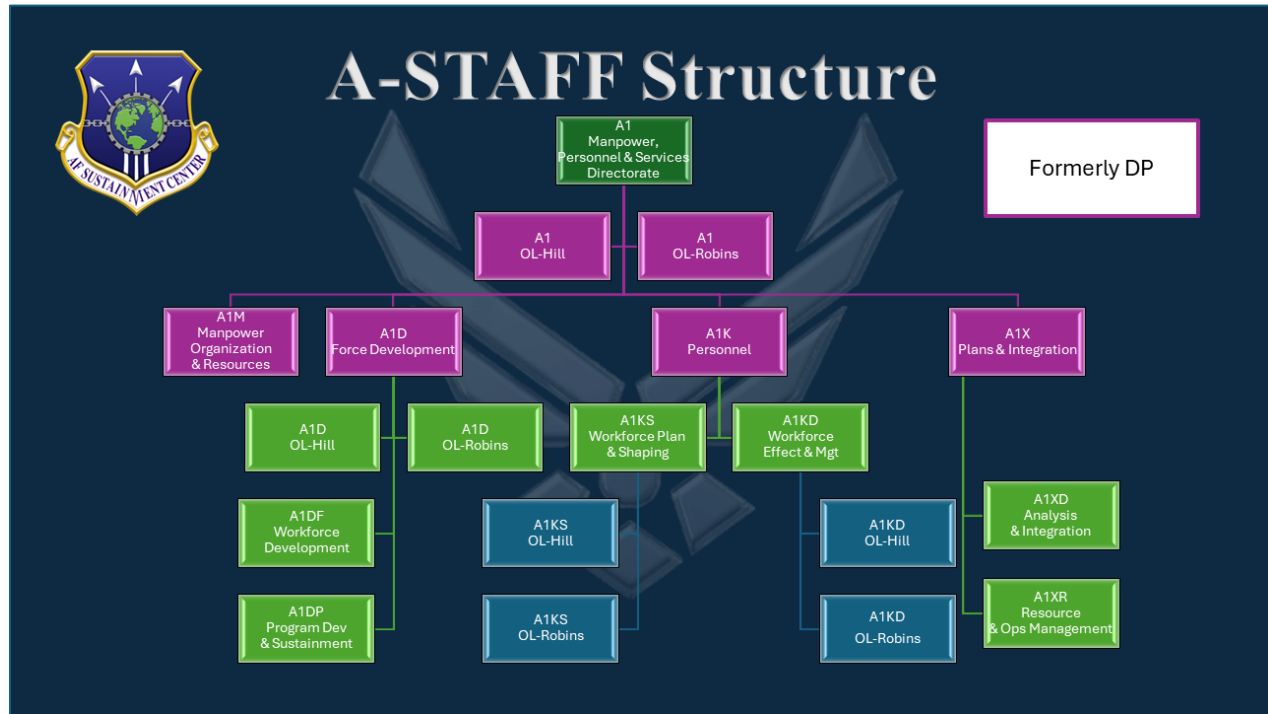 A-STAFF Structure
AF SUSTAINMENT CENTER
A1
Manpower,
Personnel & Services
Directorate
Formerly DP
A1
OL-Hill
A1
OL-Robins
A1M
Manpower
Organization
& Resources
A1D
Force Development
A1K
Personnel
A1X
Plans & Integration
A1D
OL-Hill
A1D
OL-Robins
A1KS
Workforce Plan
& Shaping
A1KD
Workforce
Effect & Mgt
A1DF
Workforce
Development
A1KS
OL-Hill
A1KD
OL-Hill
A1XD
Analysis
& Integration
A1DP
Program Dev
& Sustainment
A1KS
OL-Robins
A1KD
OL-Robins
A1XR
Resource
& Ops Management